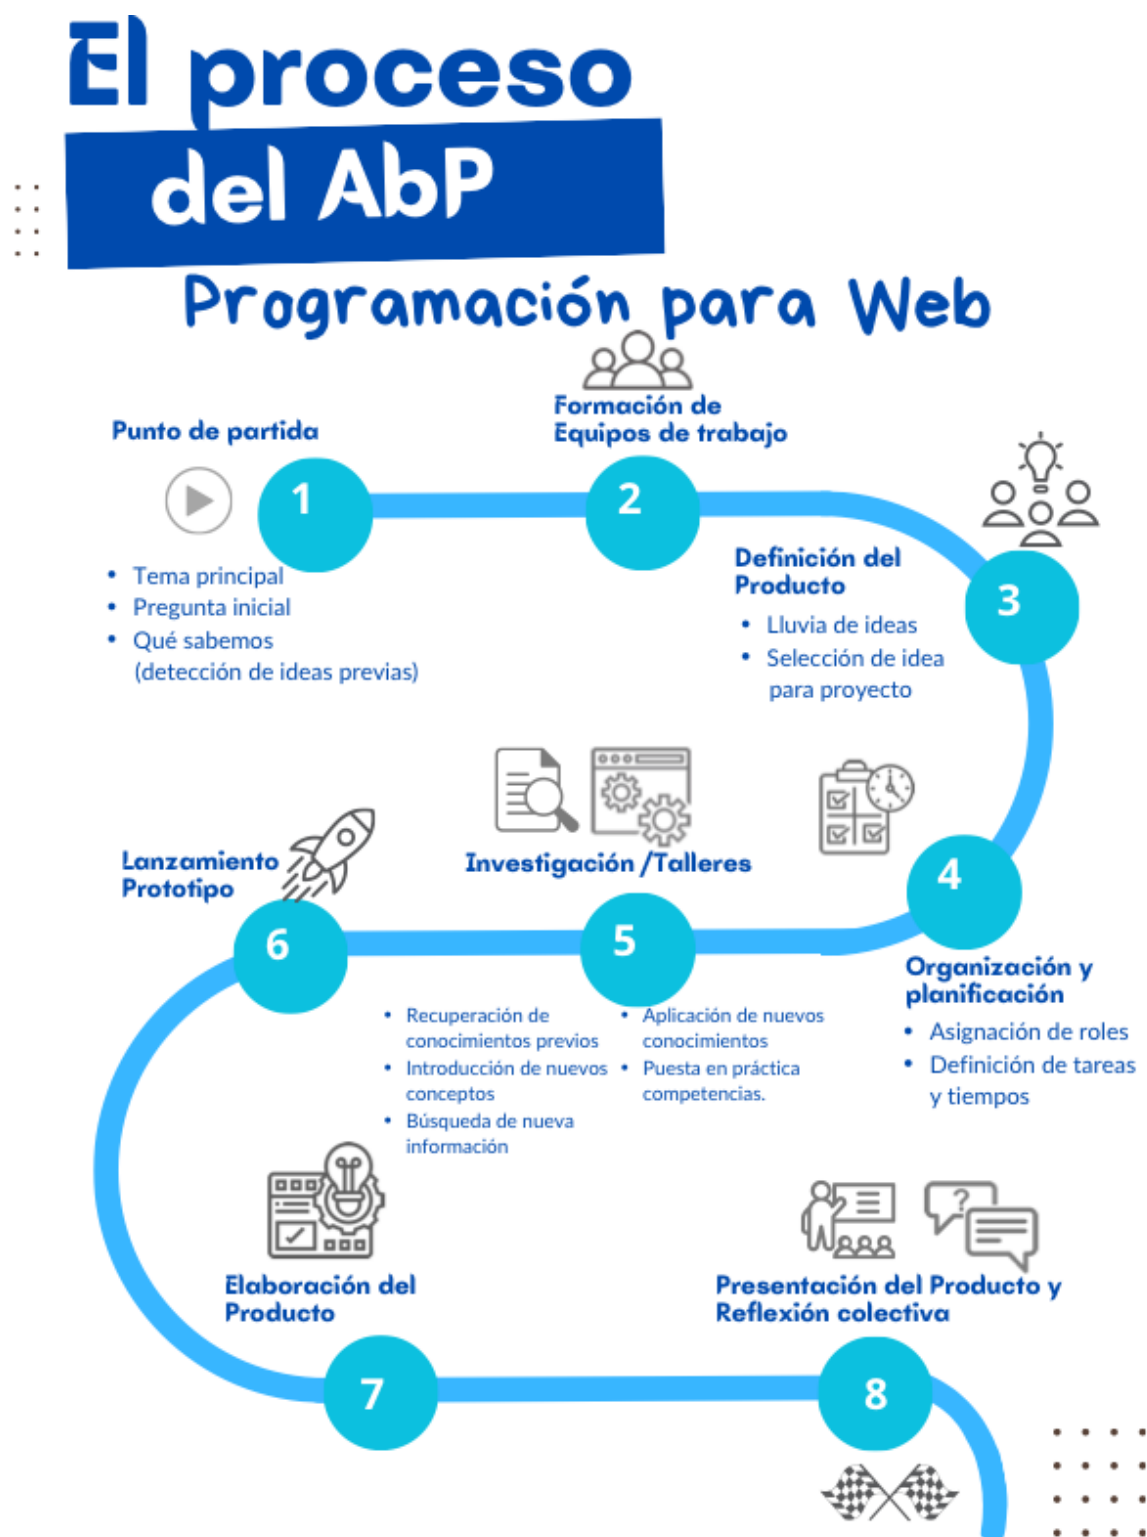 El proceso
del AbP
Programación para Web
Punto de partida
1
• Tema principal
• Pregunta inicial
• Qué sabemos
(detección de ideas previas)
Formación de
Equipos de trabajo
2
Definición del
Producto
3
• Lluvia de ideas
• Selección de idea
para proyecto
4
Organización y
planificación
• Asignación de roles
• Definición de tareas
y tiempos
Investigación /Talleres
5
• Recuperación de
conocimientos previos
• Introducción de nuevos
conceptos
• Búsqueda de nueva
información
• Aplicación de nuevos
conocimientos
• Puesta en práctica
competencias.
Lanzamiento
Prototipo
6
Elaboración del
Producto
7
?
Presentación del Producto y
Reflexión colectiva
8